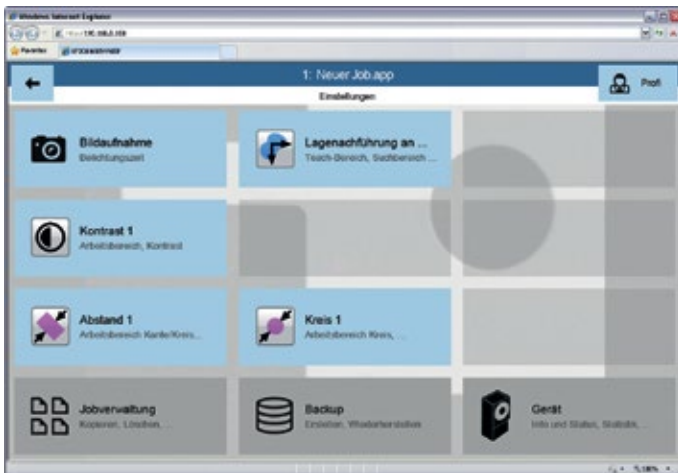 Windows Internet Explorer
Favoriten
1: Neuer Job.app
Profi
Einstellungen
Bildaufnahme
Belichtungszeit
Lagenachführung an ...
Teach-Bereich, Suchbereich ...
Kontrast 1
Arbeitsbereich, Kontrast
Abstand 1
Arbeitsbereich Kante/Kreis...
Kreis 1
Arbeitsbereich Kreis, ...
Jobverwaltung
Kopieren, Löschen, ...
Backup
Erstellen, Wiederherstellen
Gerät
Info und Status, Statistik, ...